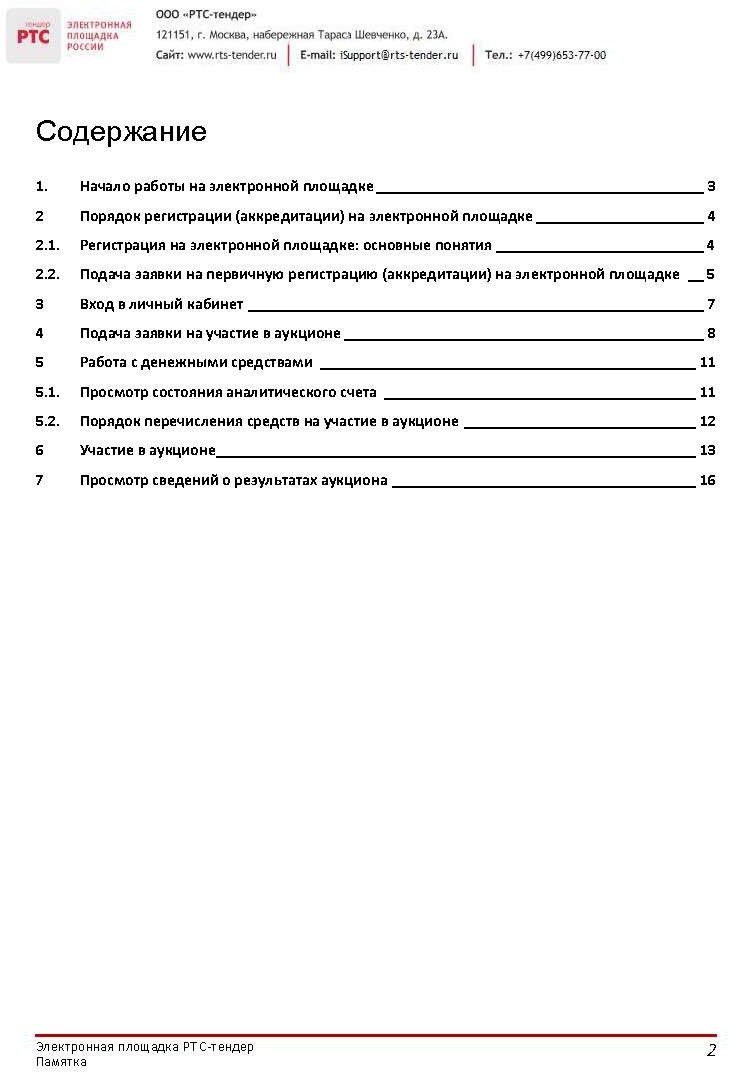 тендер
РТС
ЭЛЕКТРОННАЯ
ПЛОЩАДКА
РОССИИ
ООО «РТС-тендер»
121151, г. Москва, набережная Тараса Шевченко, д. 23А.
Сайт: www.rts-tender.ru | E-mail: iSupport@rts-tender.ru | Тел.: +7(499)653-77-00
Содержание
1. Начало работы на электронной площадке 3
2 Порядок регистрации (аккредитации) на электронной площадке 4
2.1. Регистрация на электронной площадке: основные понятия 4
2.2. Подача заявки на первичную регистрацию (аккредитации) на электронной площадке 5
3 Вход в личный кабинет 7
4 Подача заявки на участие в аукционе 8
5 Работа с денежными средствами 11
5.1. Просмотр состояния аналитического счета 11
5.2. Порядок перечисления средств на участие в аукционе 12
6 Участие в аукционе 13
7 Просмотр сведений о результатах аукциона 16
Электронная площадка РТС-тендер 2
Памятка